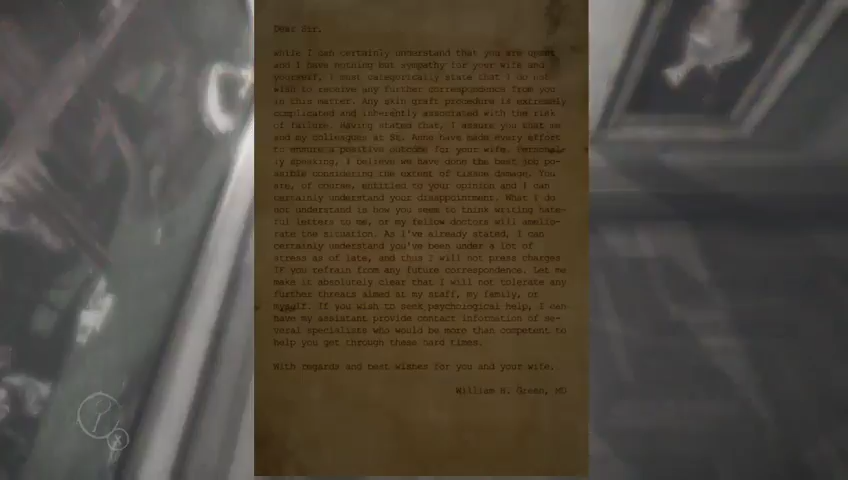 Dear Sir.
While I can certainly understand that you are upset
and I have nothing but sympathy for your wife and
yourself, I must categorically state that I do not
wish to receive any further correspondence from you
in this matter. Any skin graft procedure is extremely
complicated and inherently associated with the risk
of failure. Having stated that, I assure you that we
and my colleagues at St. Anne have made every effort
to ensure a positive outcome for your wife. Personal-
ly speaking, I believe we have done the best job po-
ssible considering the extent of tissue damage. You
are, of course, entitled to your opinion and I can
certainly understand your disappointment. What I do
not understand is how you seem to think writing hate-
ful letters to me, or my fellow doctors will amelio-
rate the situation. As I've already stated, I can
certainly understand you've been under a lot of
stress as of late, and thus I will not press charges
IF you refrain from any future correspondence. Let me
make it absolutely clear that I will not tolerate any
further threats aimed at my staff, my family, or
myself. If you wish to seek psychological help, I can
have my assistant provide contact information of se-
veral specialists who would be more than competent to
help you get through these hard times.
With regards and best wishes for you and your wife.
William H. Green, MD
X